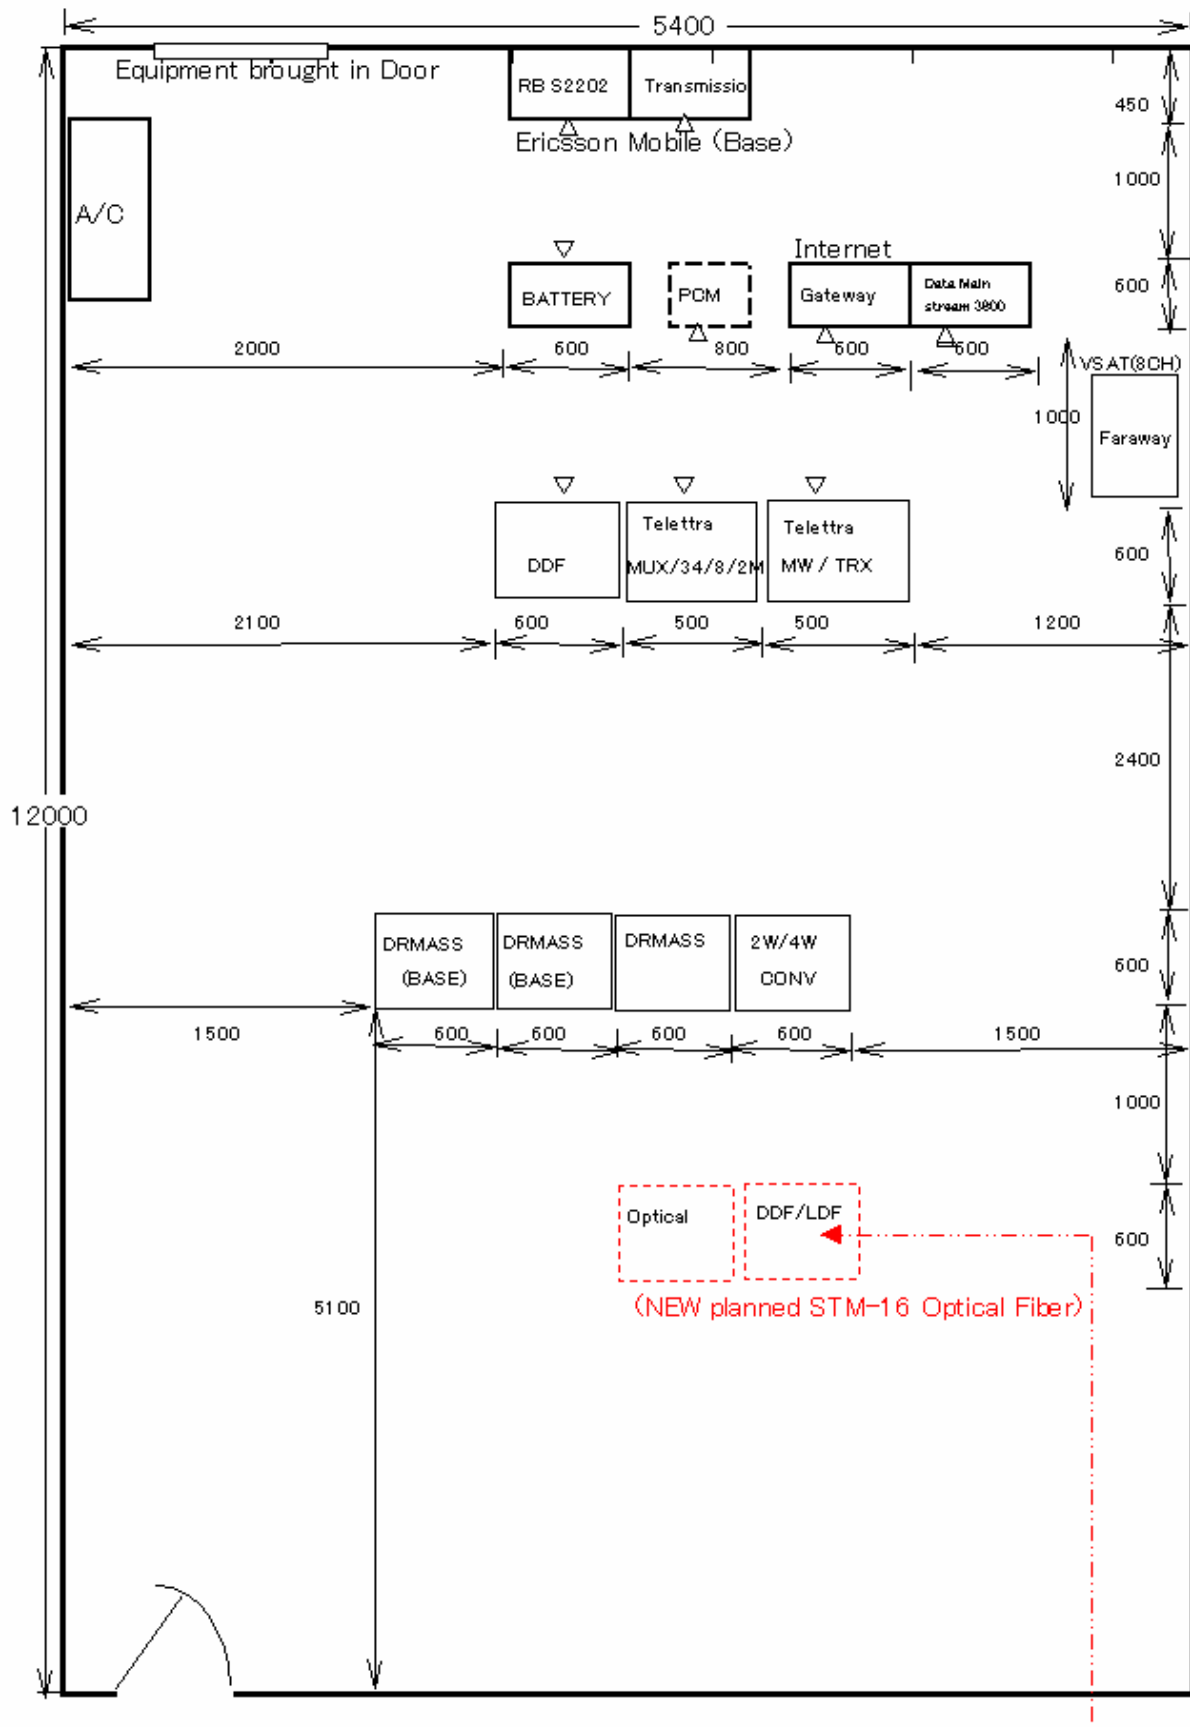 5400
Equipment brought in Door
RB S2202
Transmissio
450
Ericsson Mobile (Base)
1000
A/C
Internet
BATTERY
PCM
Gateway
Data Main
stream 3800
600
2000
600
800
600
600
VSAT(8CH)
1000
Faraway
DDF
Telettra
MUX/34/8/2M
Telettra
MW / TRX
600
2100
600
500
500
1200
2400
12000
DRMASS
(BASE)
DRMASS
(BASE)
DRMASS
2W/4W
CONV
600
1500
600
600
600
600
1500
1000
Optical
DDF/LDF
600
(NEW planned STM-16 Optical Fiber)
5100